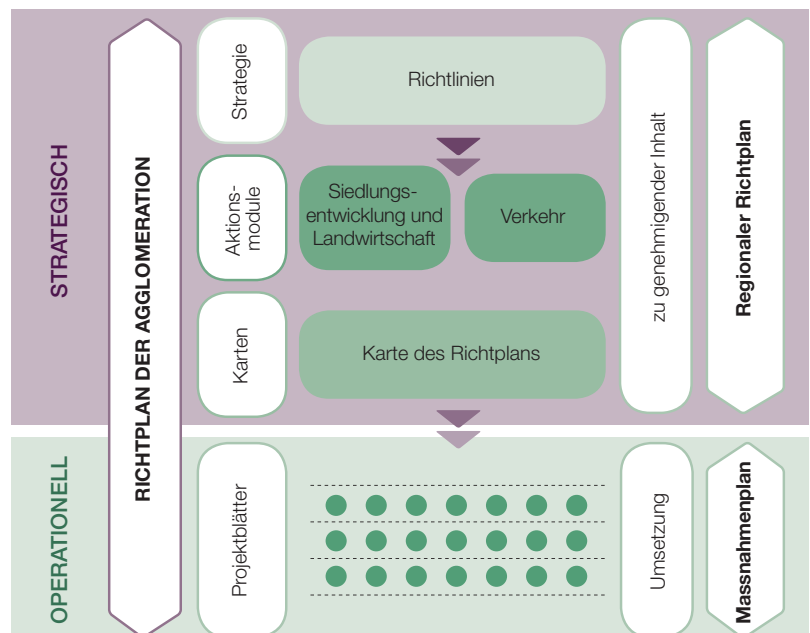 STRATEGISCH
RICHTPLAN DER AGGLOMERATION
Strategie
Richtlinien
Aktions-
module
Siedlungs-
entwicklung und
Landwirtschaft
Verkehr
Karten
Karte des Richtplans
zu genehmigender Inhalt
Regionaler Richtplan
OPERATIONELL
Projektblätter
Umsetzung
Massnahmenplan